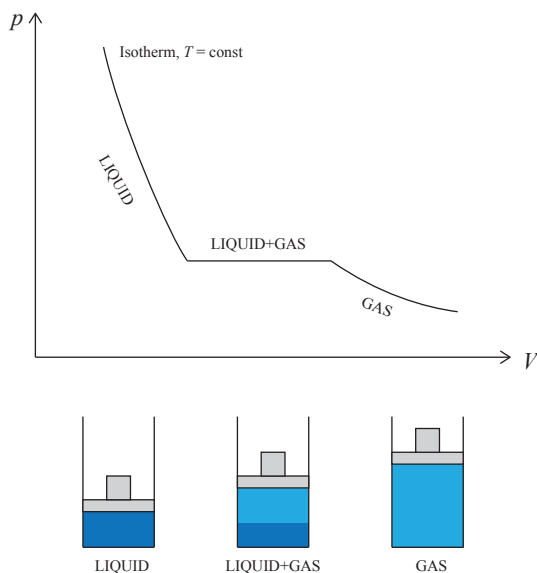 p
Isotherm, T = const
LIQUID
LIQUID+GAS
GAS
V
LIQUID
LIQUID+GAS
GAS